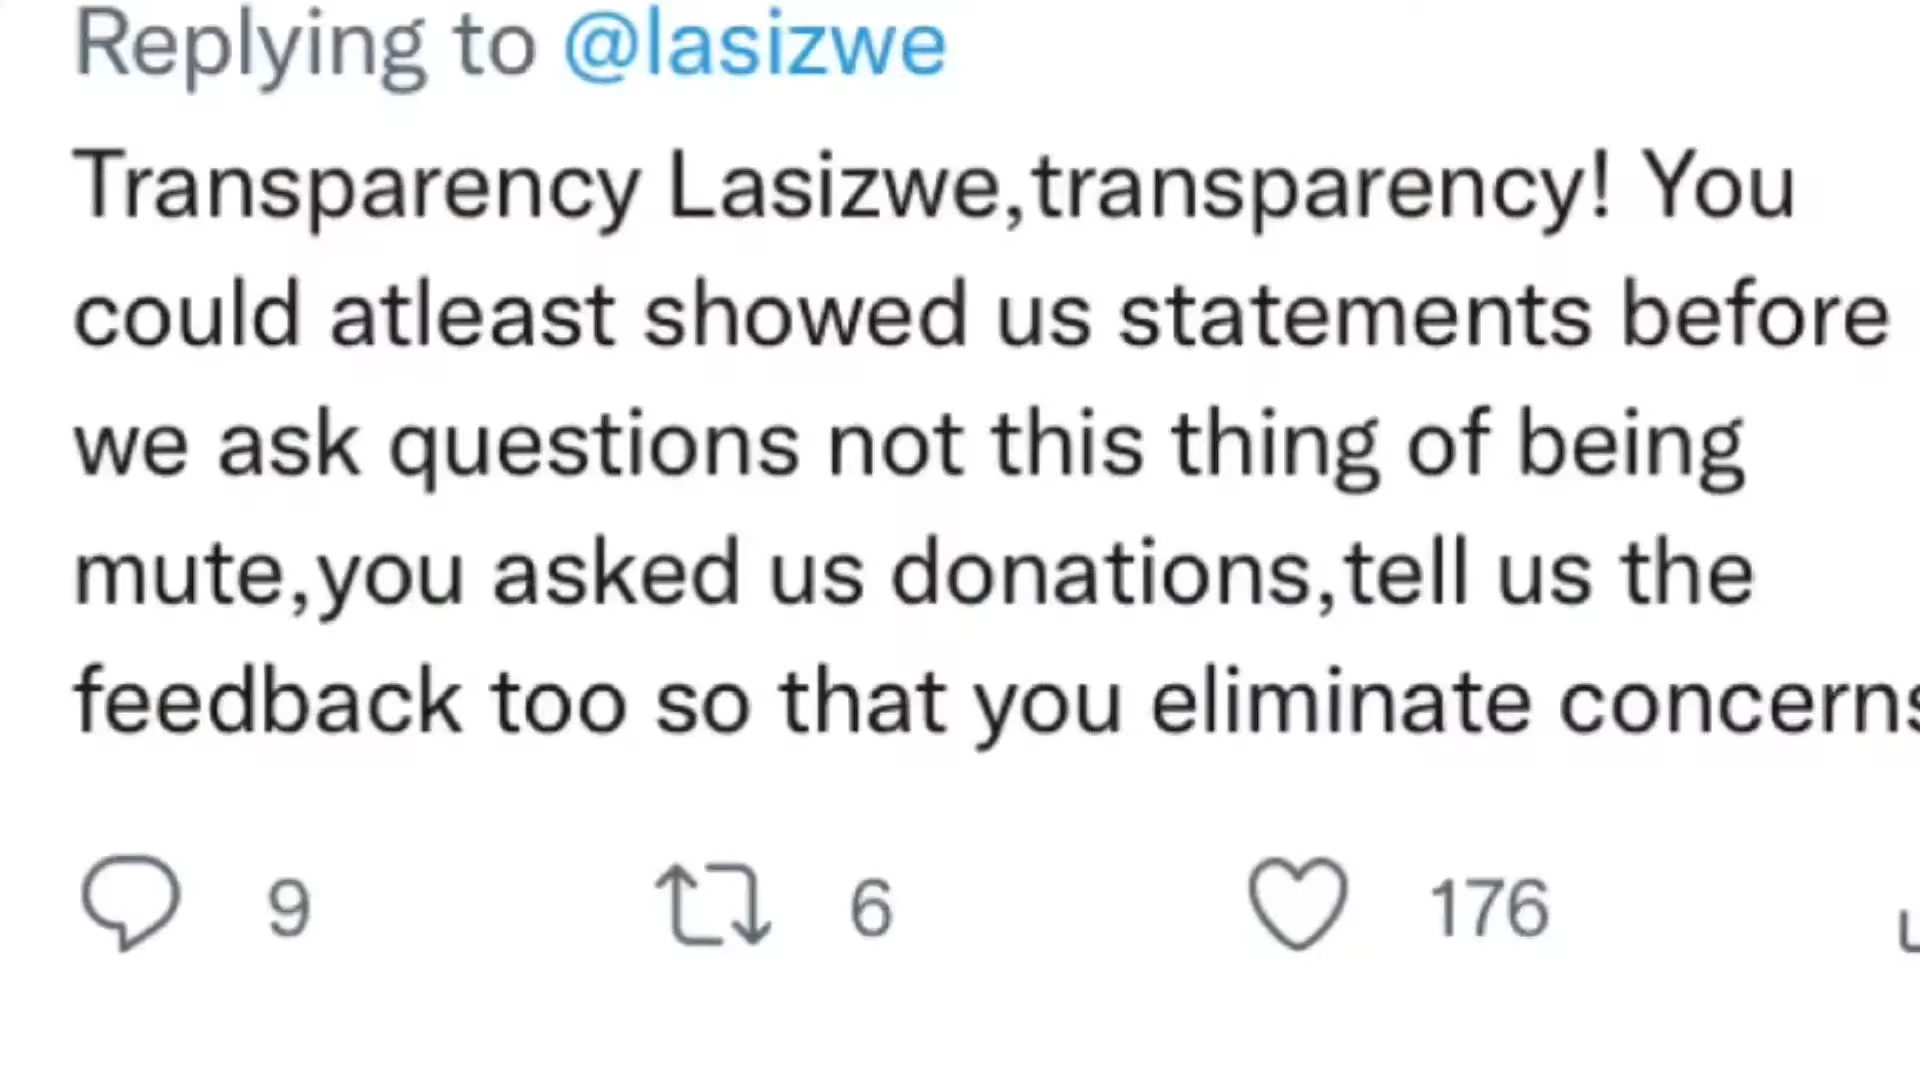 Replying to @lasizwe
Transparency Lasizwe,transparency! You
could atleast showed us statements before
we ask questions not this thing of being
mute,you asked us donations,tell us the
feedback too so that you eliminate concerns
9 6 176